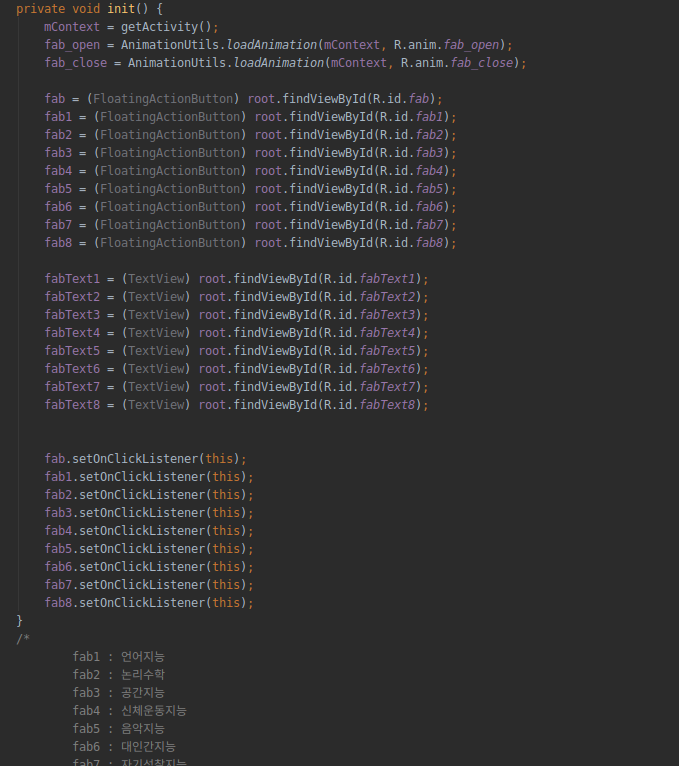 private void init() {
mContext = getActivity();
fab_open = AnimationUtils.loadAnimation(mContext, R.anim.fab_open);
fab_close = AnimationUtils.loadAnimation(mContext, R.anim.fab_close);
fab = (FloatingActionButton) root.findViewById(R.id.fab);
fab1 = (FloatingActionButton) root.findViewById(R.id.fab1);
fab2 = (FloatingActionButton) root.findViewById(R.id.fab2);
fab3 = (FloatingActionButton) root.findViewById(R.id.fab3);
fab4 = (FloatingActionButton) root.findViewById(R.id.fab4);
fab5 = (FloatingActionButton) root.findViewById(R.id.fab5);
fab6 = (FloatingActionButton) root.findViewById(R.id.fab6);
fab7 = (FloatingActionButton) root.findViewById(R.id.fab7);
fab8 = (FloatingActionButton) root.findViewById(R.id.fab8);
fabText1 = (TextView) root.findViewById(R.id.fabText1);
fabText2 = (TextView) root.findViewById(R.id.fabText2);
fabText3 = (TextView) root.findViewById(R.id.fabText3);
fabText4 = (TextView) root.findViewById(R.id.fabText4);
fabText5 = (TextView) root.findViewById(R.id.fabText5);
fabText6 = (TextView) root.findViewById(R.id.fabText6);
fabText7 = (TextView) root.findViewById(R.id.fabText7);
fabText8 = (TextView) root.findViewById(R.id.fabText8);
fab.setOnClickListener(this);
fab1.setOnClickListener(this);
fab2.setOnClickListener(this);
fab3.setOnClickListener(this);
fab4.setOnClickListener(this);
fab5.setOnClickListener(this);
fab6.setOnClickListener(this);
fab7.setOnClickListener(this);
fab8.setOnClickListener(this);
}
/*
fab1 : 언어지능
fab2 : 논리수학
fab3 : 공간지능
fab4 : 신체운동지능
fab5 : 음악지능
fab6 : 대인간지능
fab7 : 자기성찰지능